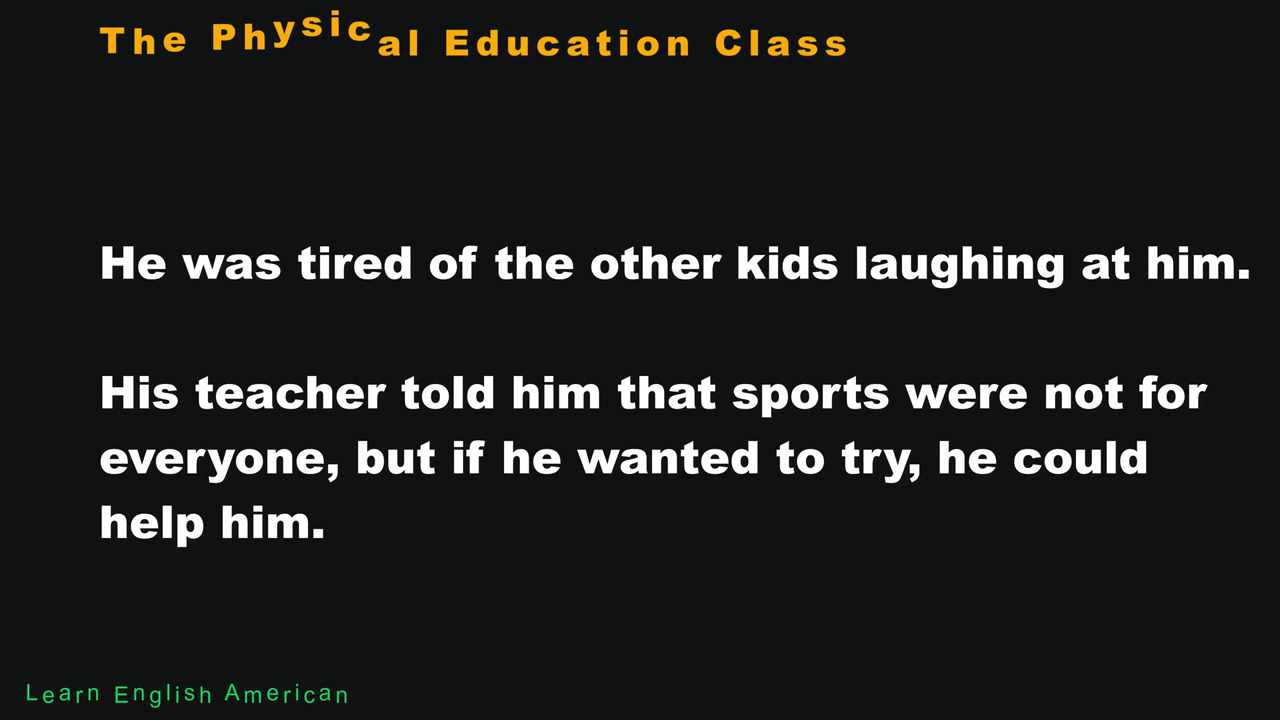 The Physical Education Class
He was tired of the other kids laughing at him.
His teacher told him that sports were not for
everyone, but if he wanted to try, he could
help him.
Learn English American